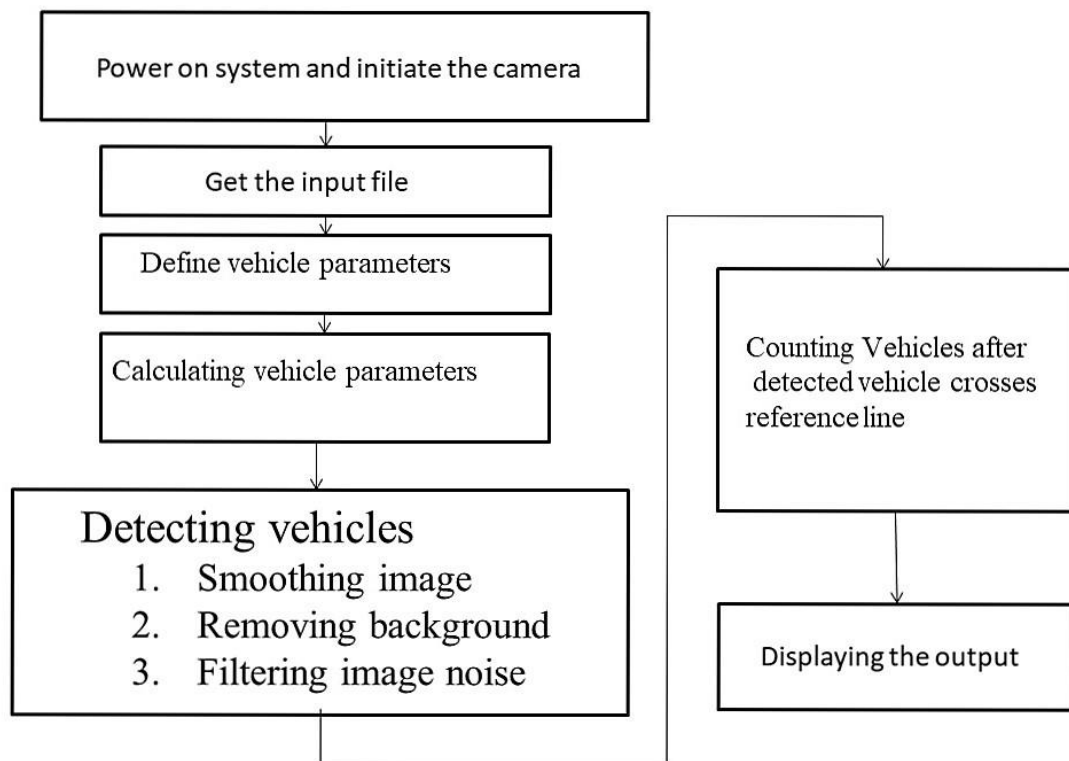 Power on system and initiate the camera
Get the input file
Define vehicle parameters
Calculating vehicle parameters
Detecting vehicles
1. Smoothing image
2. Removing background
3. Filtering image noise
Counting Vehicles after
detected vehicle crosses
reference line
Displaying the output